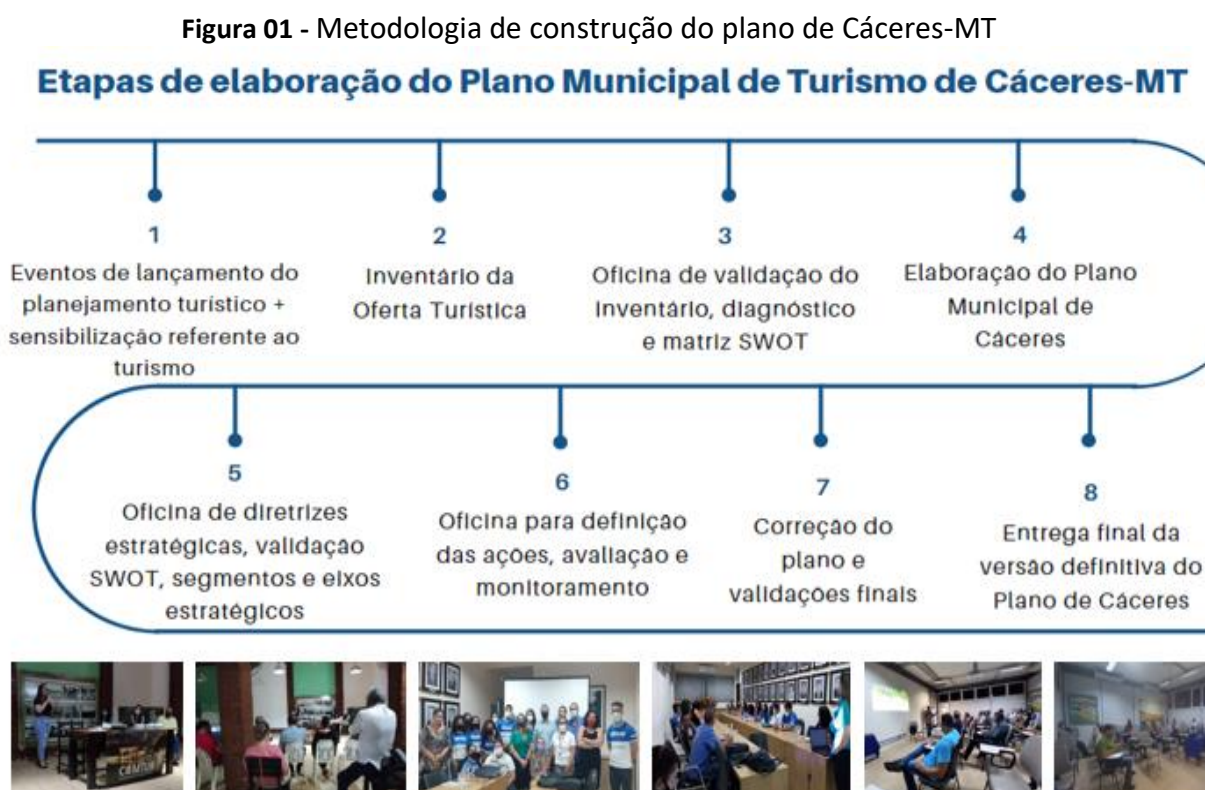 Figura 01 - Metodologia de construção do plano de Cáceres-MT
Etapas de elaboração do Plano Municipal de Turismo de Cáceres-MT
1
Eventos de lançamento do
planejamento turístico +
sensibilização referente ao
turismo
2
Inventário da
Oferta Turística
3
Oficina de validação do
Inventário, diagnóstico
e matriz SWOT
4
Elaboração do Plano
Municipal de
Cáceres
5
Oficina de diretrizes
estratégicas, validação
SWOT, segmentos e eixos
estratégicos
6
Oficina para definição
das ações, avaliação e
monitoramento
7
Correção do
plano e
validações finais
8
Entrega final da
versão definitiva do
Plano de Cáceres